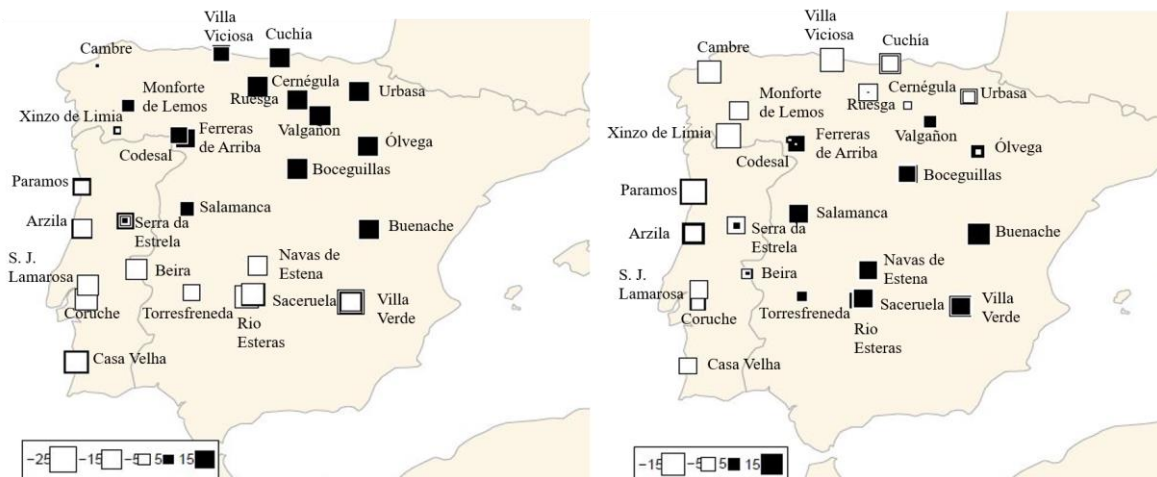 Villa
Viciosa
Cuchía
Cambre
Monforte
de Lemos
Cernégula
Ruesga
Urbasa
Xinzo de Limia
Valgañon
Codesal
Ferreras
de Arriba
Ólvega
Boceguillas
Paramos
Salamanca
Arzila
Serra da
Estrela
Buenache
S. J.
Lamarosa
Beira
Navas de
Estena
Coruche
Torresfreneda
Saceruela
Rio
Esteras
Villa
Verde
Casa Velha
-25 -15 -5 5 15
Villa
Viciosa
Cuchía
Cambre
Monforte
de Lemos
Cernégula
Ruesga
Urbasa
Xinzo de Limia
Valgañon
Codesal
Ferreras
de Arriba
Ólvega
Boceguillas
Paramos
Salamanca
Arzila
Serra da
Estrela
Buenache
S. J.
Lamarosa
Beira
Navas de
Estena
Coruche
Torresfreneda
Saceruela
Rio
Esteras
Villa
Verde
Casa Velha
-15 -5 5 15